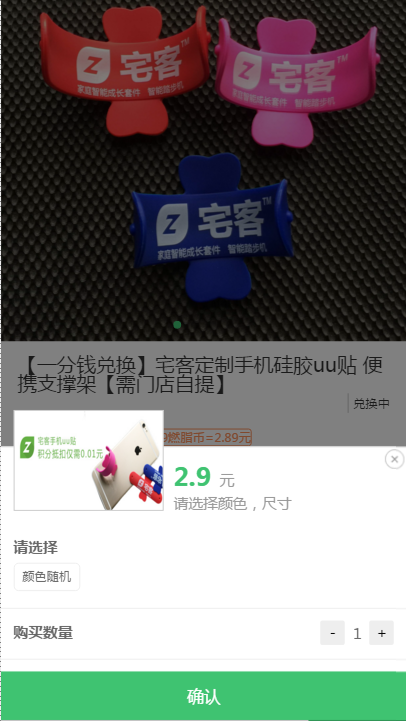 Z 宅客TM
家庭智能成长套件 智能踏步机
Z 宅客TM
家庭智能成长套件 智能踏步机
Z 宅客TM
家庭智能成长套件 智能踏步机
【一分钱兑换】宅客定制手机硅胶uu贴 便
携支撑架【需门店自提】
兑换中
燃脂币=2.89元
Z 宅客手机uu贴
积分抵扣仅需0.01元
2.9 元
请选择颜色，尺寸
请选择
颜色随机
购买数量
- 1 +
确认